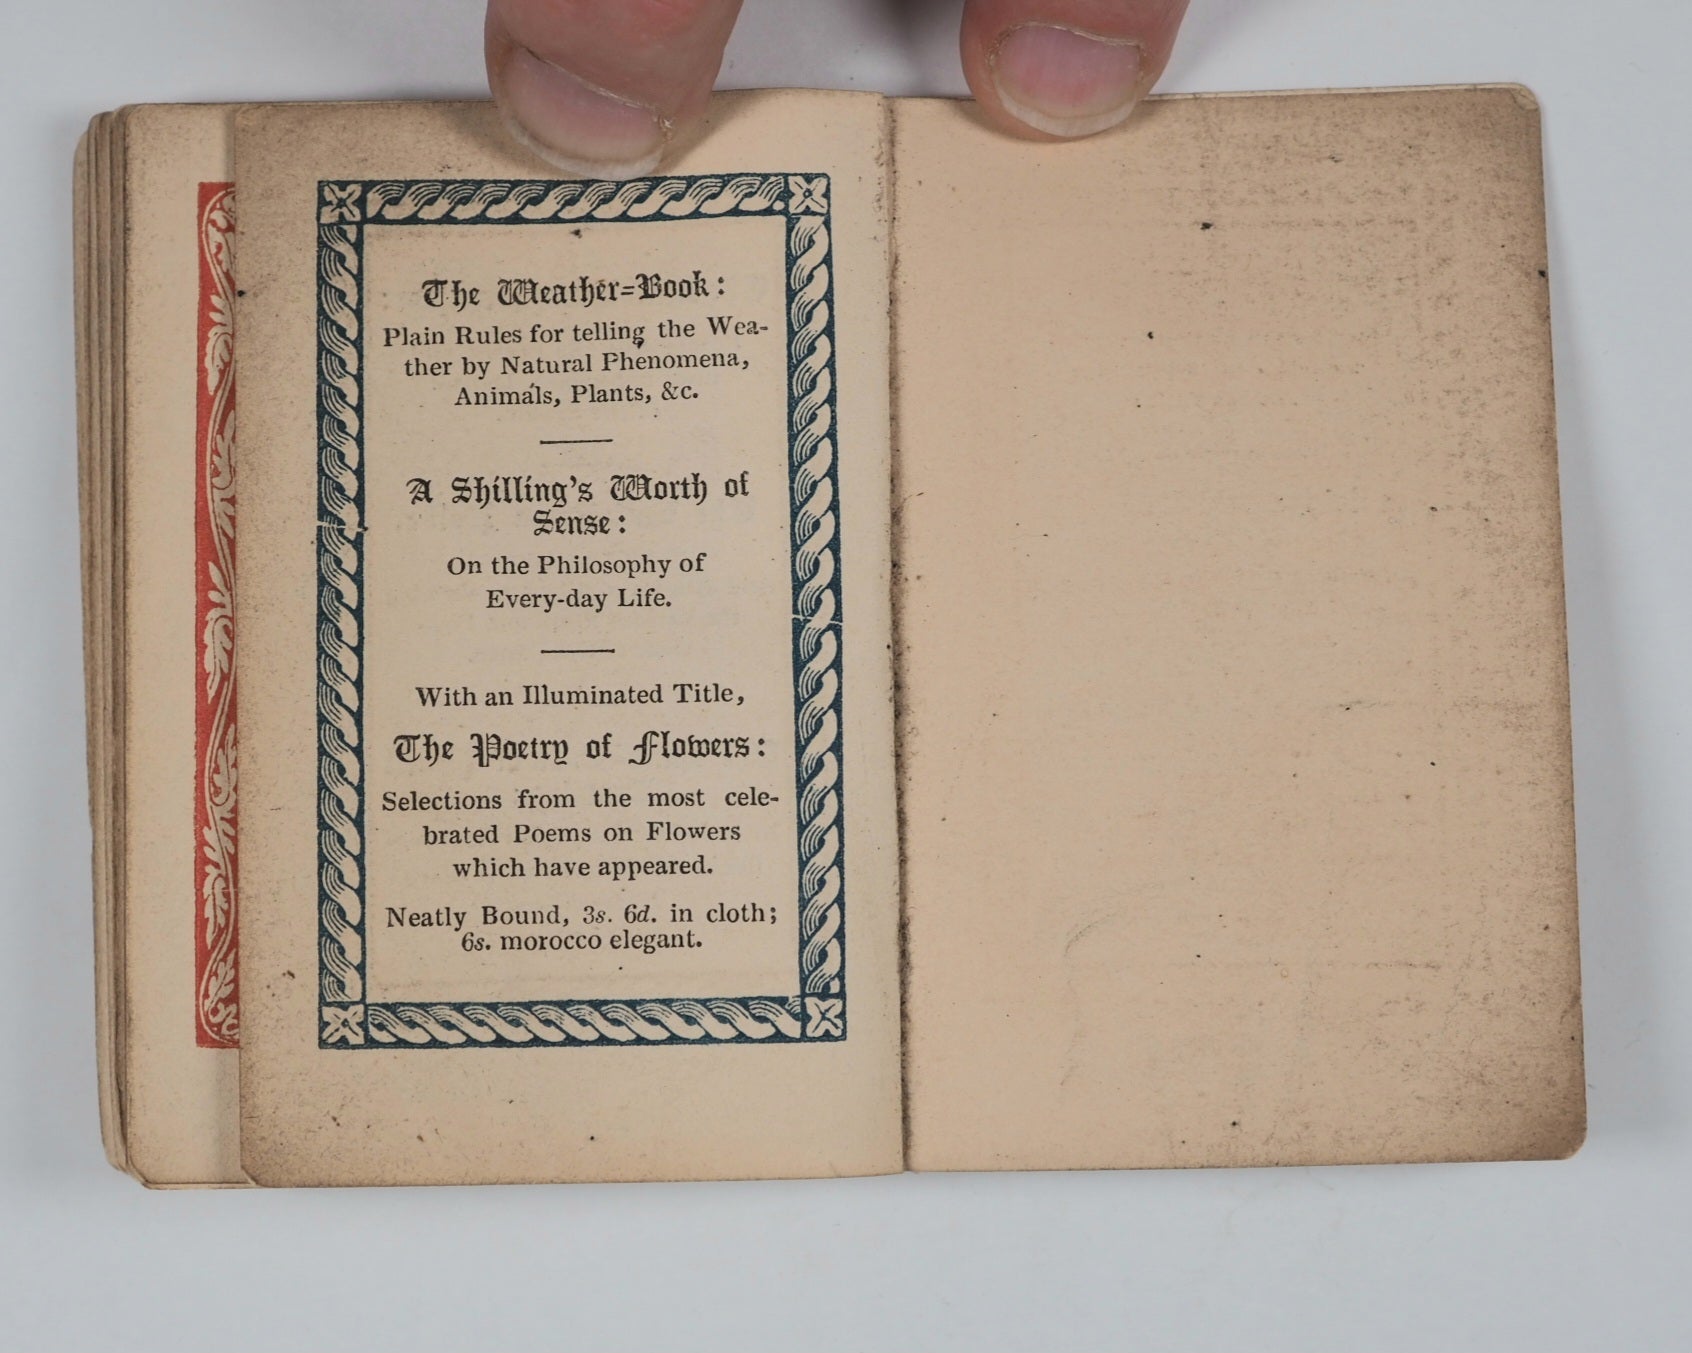 The Weather=Book:
Plain Rules for telling the Wea-
ther by Natural Phenomena,
Animals, Plants, &c.
A Shilling's Worth of
Sense:
On the Philosophy of
Every-day Life.
With an Illuminated Title,
The Poetry of Flowers:
Selections from the most cele-
brated Poems on Flowers
which have appeared.
Neatly Bound, 3s. 6d. in cloth;
6s. morocco elegant.